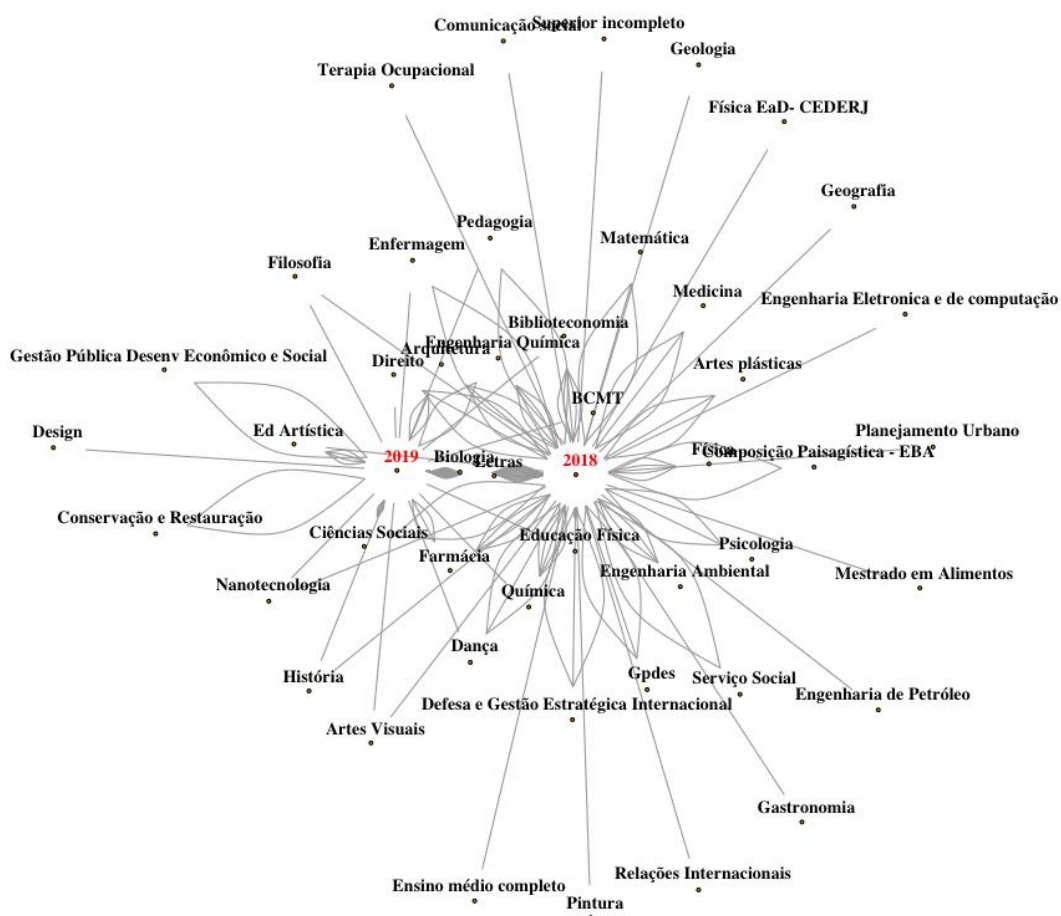 Comunicação social
Superior incompleto
Geologia
Terapia Ocupacional
Física EaD- CEDERJ
Geografia
Pedagogia
Matemática
Enfermagem
Filosofia
Medicina
Engenharia Eletronica e de computação
Biblioteconomia
Engenharia Química
Arquitetura
Gestão Pública Desenv Econômico e Social
Direito
Artes plásticas
BCMT
Design
Ed Artística
Planejamento Urbano
Física
Composição Paisagística - EBA
2019
Biologia
Letras
2018
Conservação e Restauração
Ciências Sociais
Educação Física
Farmácia
Psicologia
Engenharia Ambiental
Mestrado em Alimentos
Nanotecnologia
Química
Dança
História
Gpdes
Serviço Social
Engenharia de Petróleo
Defesa e Gestão Estratégica Internacional
Artes Visuais
Gastronomia
Relações Internacionais
Ensino médio completo
Pintura